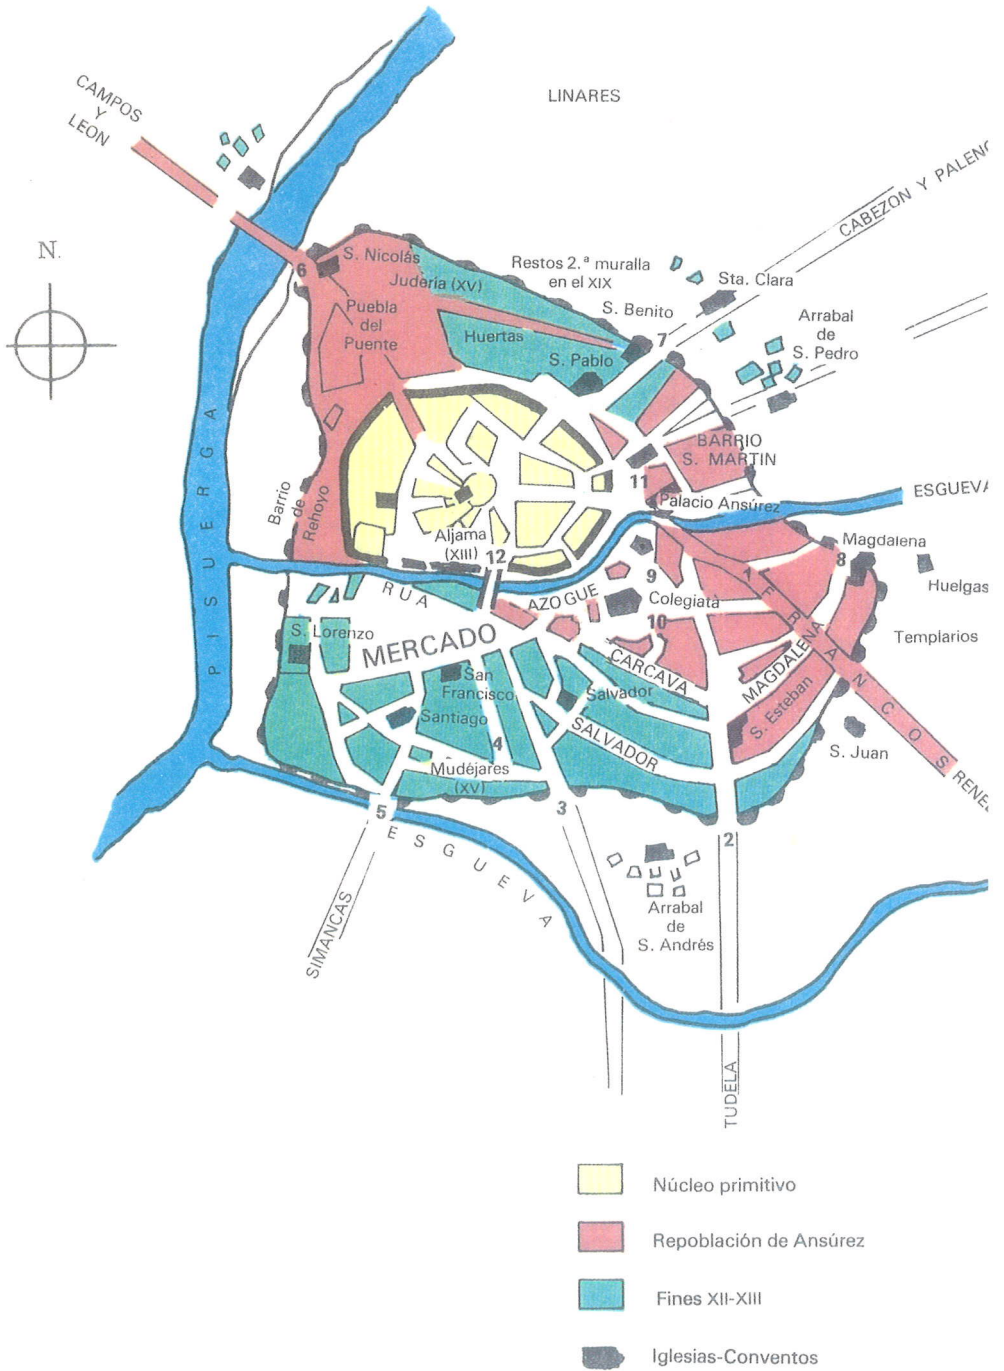 LINARES
CAMPOS
Y
LEON
CABEZON Y PALENC
N.
6
S. Nicolás
Judería (XV)
Restos 2.ª muralla
en el XIX
Sta. Clara
S. Benito
7
Arrabal
de
S. Pedro
Puebla
del
Puente
Huertas
S. Pablo
BARRIO
S. MARTIN
11
Palacio Ansúrez
ESGUEVA
PISUERGA
Barrio
de
Rehoyo
Aljama
(XIII)
12
Magdalena
8
Huelgas
RUA
AZOGUE
9
Colegiata
10
AFRANCOS
RENE
Templarios
S. Lorenzo
MERCADO
CARCAVA
MAGDALENA
San
Francisco
Salvador
S. Esteban
Santiago
4
SALVADOR
S. Juan
Mudéjares
(XV)
5
3
2
ESGUEVA
SIMANCAS
Arrabal
de
S. Andrés
TUDELA
Núcleo primitivo
Repoblación de Ansúrez
Fines XII-XIII
Iglesias-Conventos